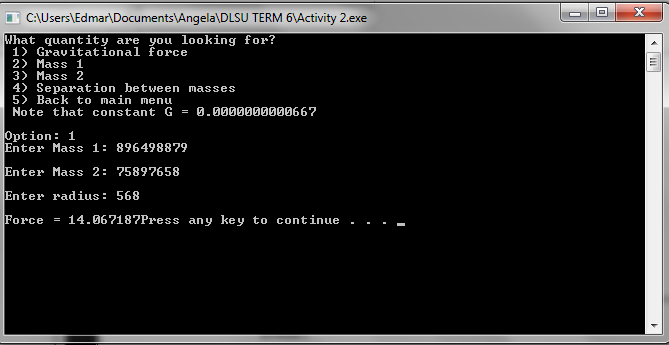 C:\Users\Edmar\Documents\Angela\DLSU TERM 6\Activity 2.exe
What quantity are you looking for?
1) Gravitational force
2) Mass 1
3) Mass 2
4) Separation between masses
5) Back to main menu
Note that constant G = 0.0000000000667
Option: 1
Enter Mass 1: 896498879
Enter Mass 2: 75897658
Enter radius: 568
Force = 14.067187Press any key to continue . . . _